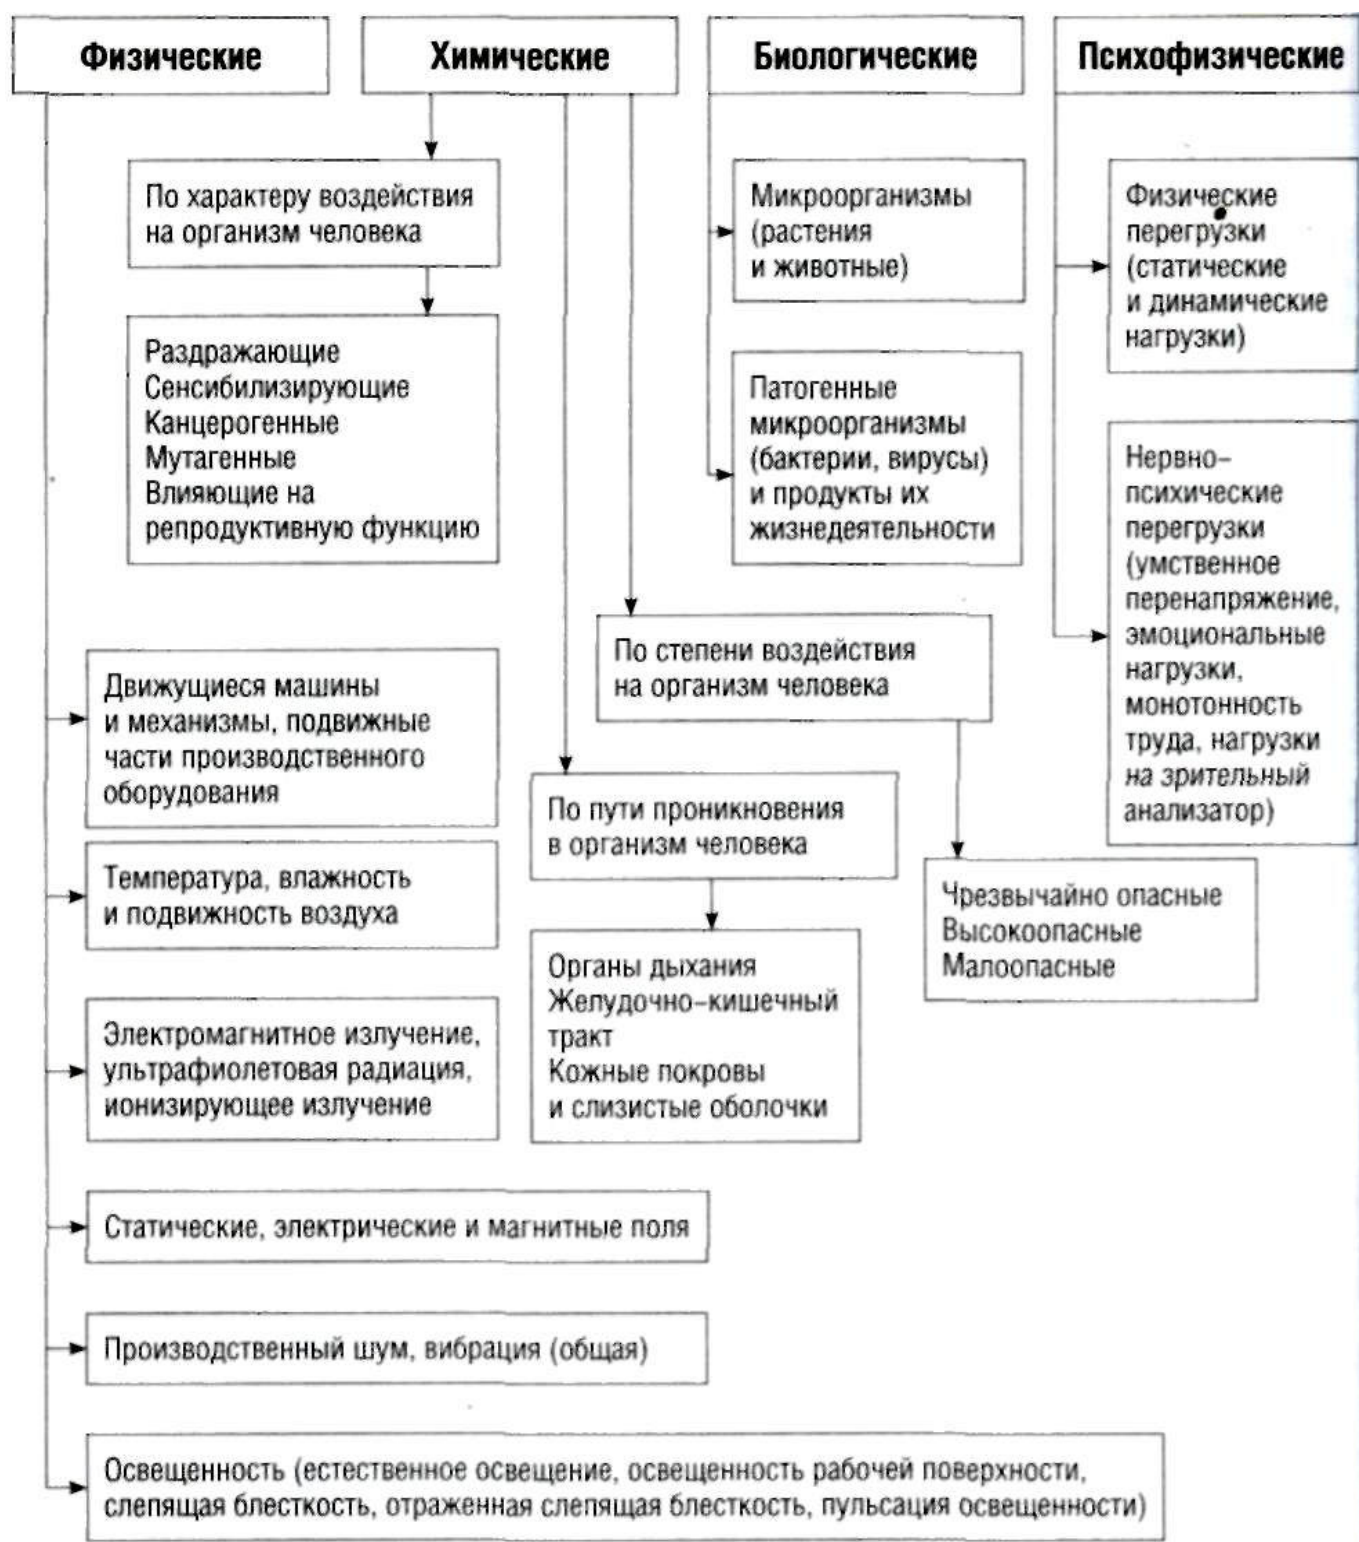 Физические
Химические
Биологические
Психофизические
По характеру воздействия
на организм человека
Раздражающие
Сенсибилизирующие
Канцерогенные
Мутагенные
Влияющие на
репродуктивную функцию
Микроорганизмы
(растения
и животные)
Патогенные
микроорганизмы
(бактерии, вирусы)
и продукты их
жизнедеятельности
Физические
перегрузки
(статические
и динамические
нагрузки)
Нервно-
психические
перегрузки
(умственное
перенапряжение,
эмоциональные
нагрузки,
монотонность
труда, нагрузки
на зрительный
анализатор)
По степени воздействия
на организм человека
Чрезвычайно опасные
Высокоопасные
Малоопасные
По пути проникновения
в организм человека
Органы дыхания
Желудочно-кишечный
тракт
Кожные покровы
и слизистые оболочки
Движущиеся машины
и механизмы, подвижные
части производственного
оборудования
Температура, влажность
и подвижность воздуха
Электромагнитное излучение,
ультрафиолетовая радиация,
ионизирующее излучение
Статические, электрические и магнитные поля
Производственный шум, вибрация (общая)
Освещенность (естественное освещение, освещенность рабочей поверхности,
слепящая блесткость, отраженная слепящая блесткость, пульсация освещенности)